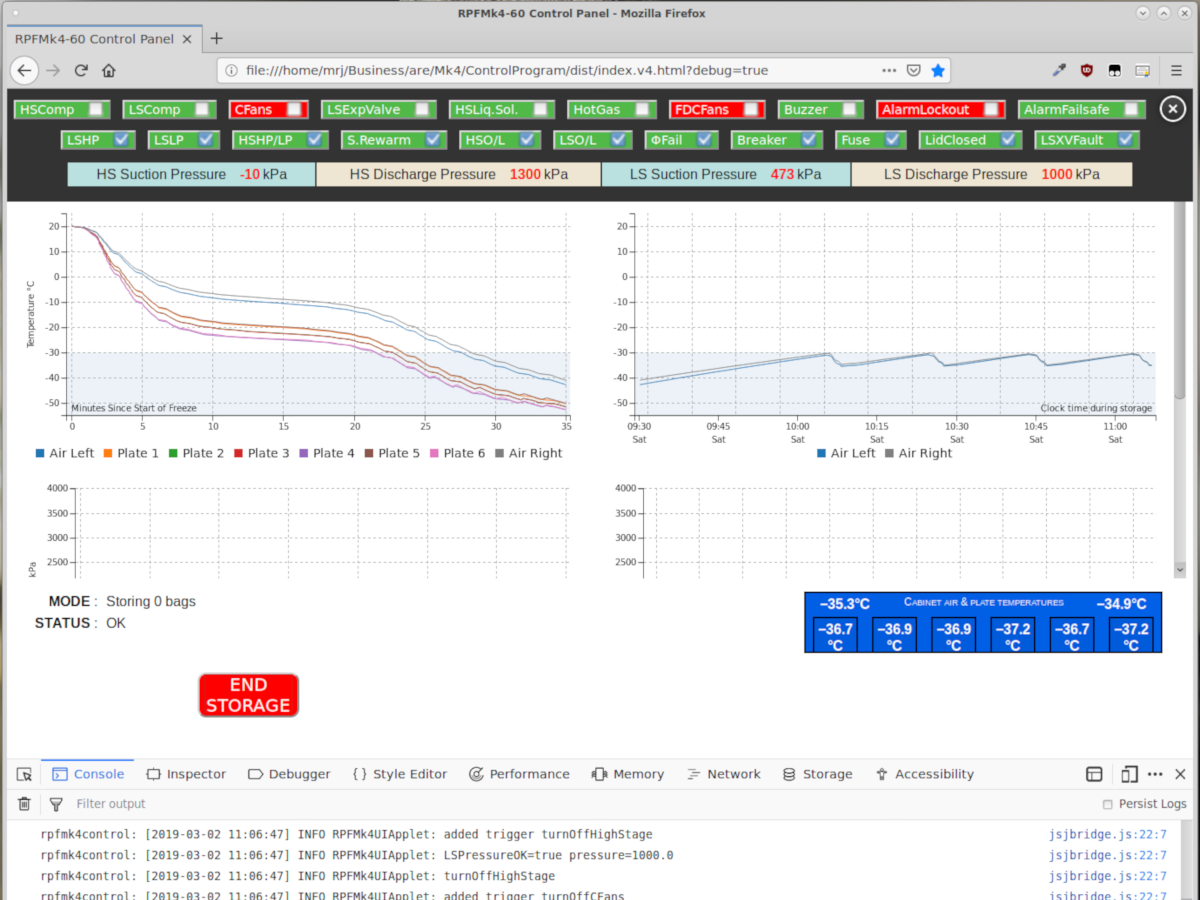 RPFMk4-60 Control Panel - Mozilla Firefox
RPFMk4-60 Control Panel
file:///home/mrj/Business/are/Mk4/ControlProgram/dist/index.v4.html?debug=true
HSComp LSComp CFans LSExpValve HSLiq.Sol. HotGas FDCFans Buzzer AlarmLockout AlarmFailsafe
LSHP LSLP HSHP/LP S.Rewarm HSO/L LSO/L ΦFail Breaker Fuse LidClosed LSXVFault
HS Suction Pressure -10 kPa HS Discharge Pressure 1300 kPa LS Suction Pressure 473 kPa LS Discharge Pressure 1000 kPa
Temperature °C
20
10
0
-10
-20
-30
-40
-50
Minutes Since Start of Freeze
0 5 10 15 20 25 30 35
Air Left Plate 1 Plate 2 Plate 3 Plate 4 Plate 5 Plate 6 Air Right
20
10
0
-10
-20
-30
-40
-50
Clock time during storage
09:30 09:45 10:00 10:15 10:30 10:45 11:00
Sat Sat Sat Sat Sat Sat Sat
Air Left Air Right
4000
3500
3000
2500
kPa
4000
3500
3000
2500
MODE : Storing 0 bags
STATUS : OK
−35.3°C CABINET AIR & PLATE TEMPERATURES −34.9°C
−36.7 −36.9 −36.9 −37.2 −36.7 −37.2
°C °C °C °C °C °C
END
STORAGE
Console Inspector Debugger Style Editor Performance Memory Network Storage Accessibility
Filter output Persist Logs
rpfmk4control: [2019-03-02 11:06:47] INFO RPFMk4UIApplet: added trigger turnOffHighStage jsjbridge.js:22:7
rpfmk4control: [2019-03-02 11:06:47] INFO RPFMk4UIApplet: LSPressureOK=true pressure=1000.0 jsjbridge.js:22:7
rpfmk4control: [2019-03-02 11:06:47] INFO RPFMk4UIApplet: turnOffHighStage jsjbridge.js:22:7
rpfmk4control: [2019-03-02 11:06:47] INFO RPFMk4UIApplet: added trigger turnOffCFans jsjbridge.js:22:7